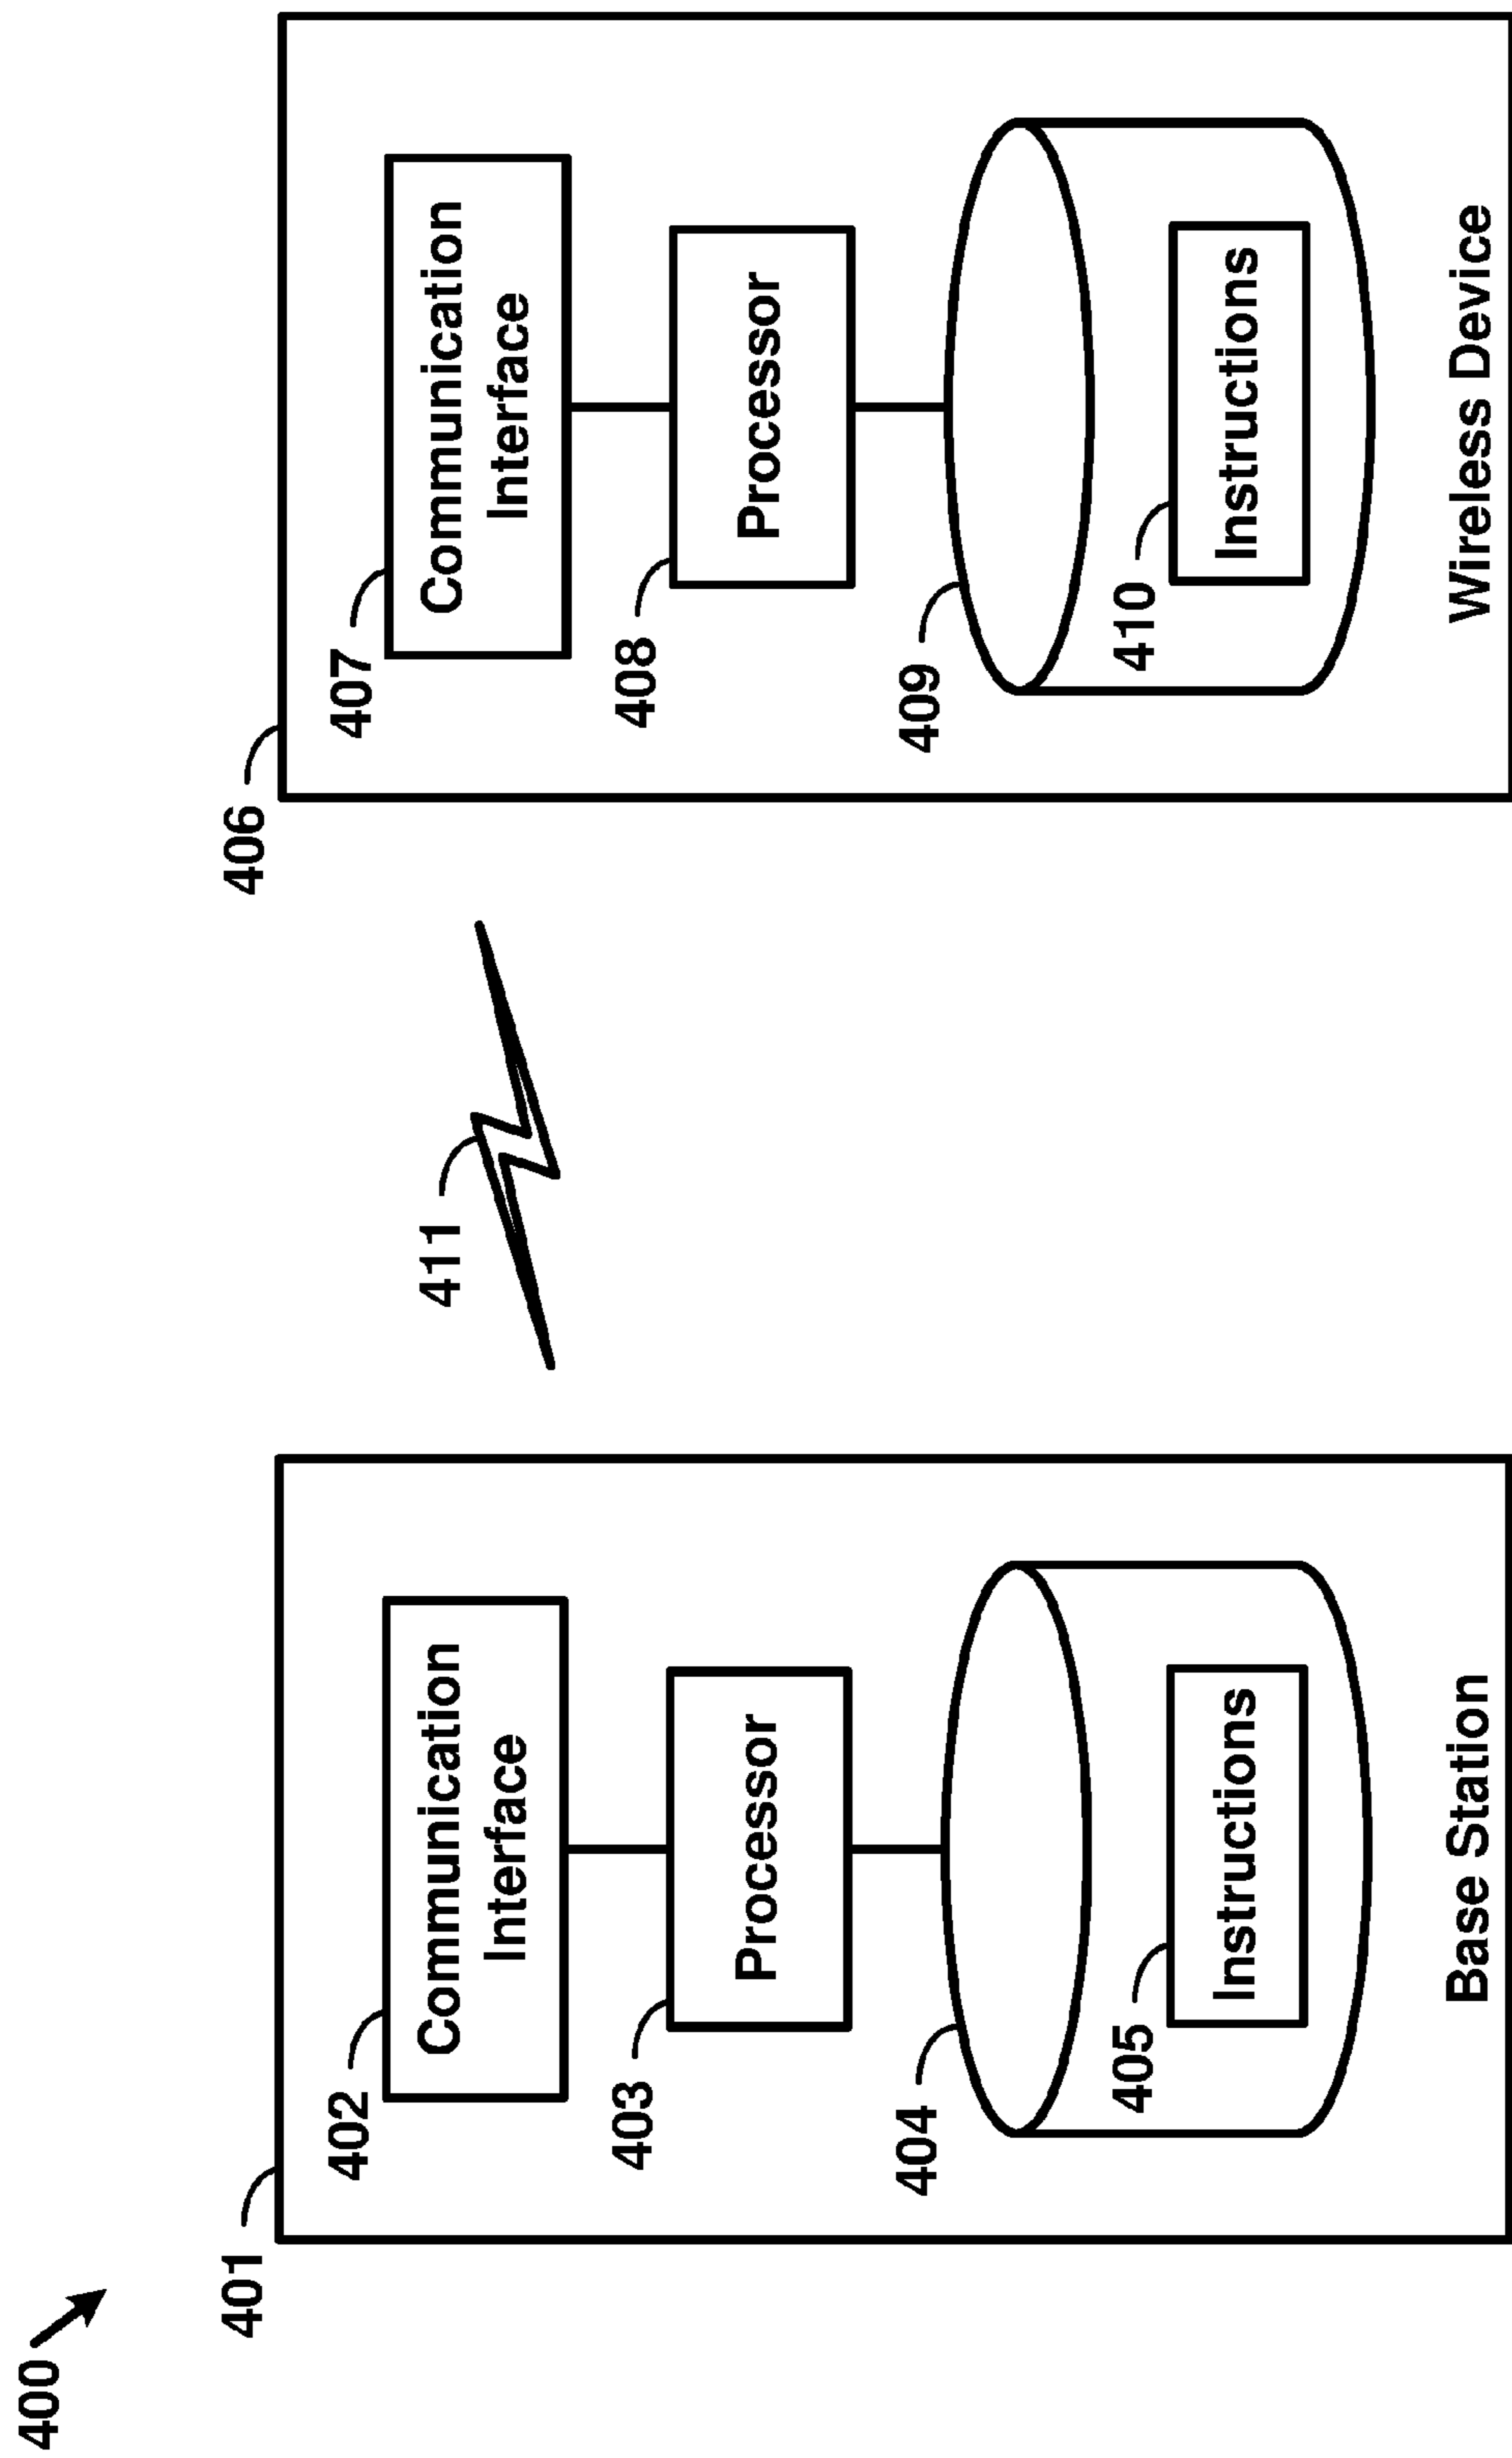 400
401
402
Communication
Interface
403
Processor
404
405
Instructions
Base Station
411
406
407
Communication
Interface
408
Processor
409
410
Instructions
Wireless Device